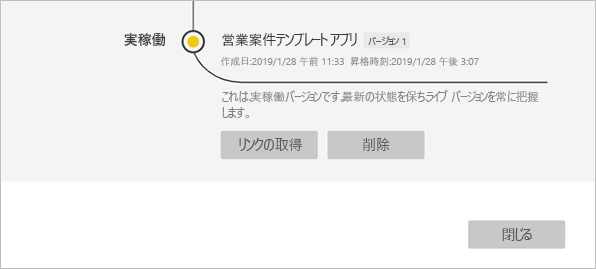 実稼働
営業案件テンプレート アプリ バージョン 1
作成日:2019/1/28 午前 11:33 昇格時刻:2019/1/28 午後 3:07
これは実稼働バージョンです,最新の状態を保ちライブ バージョンを常に把握
します。
リンクの取得 削除
閉じる